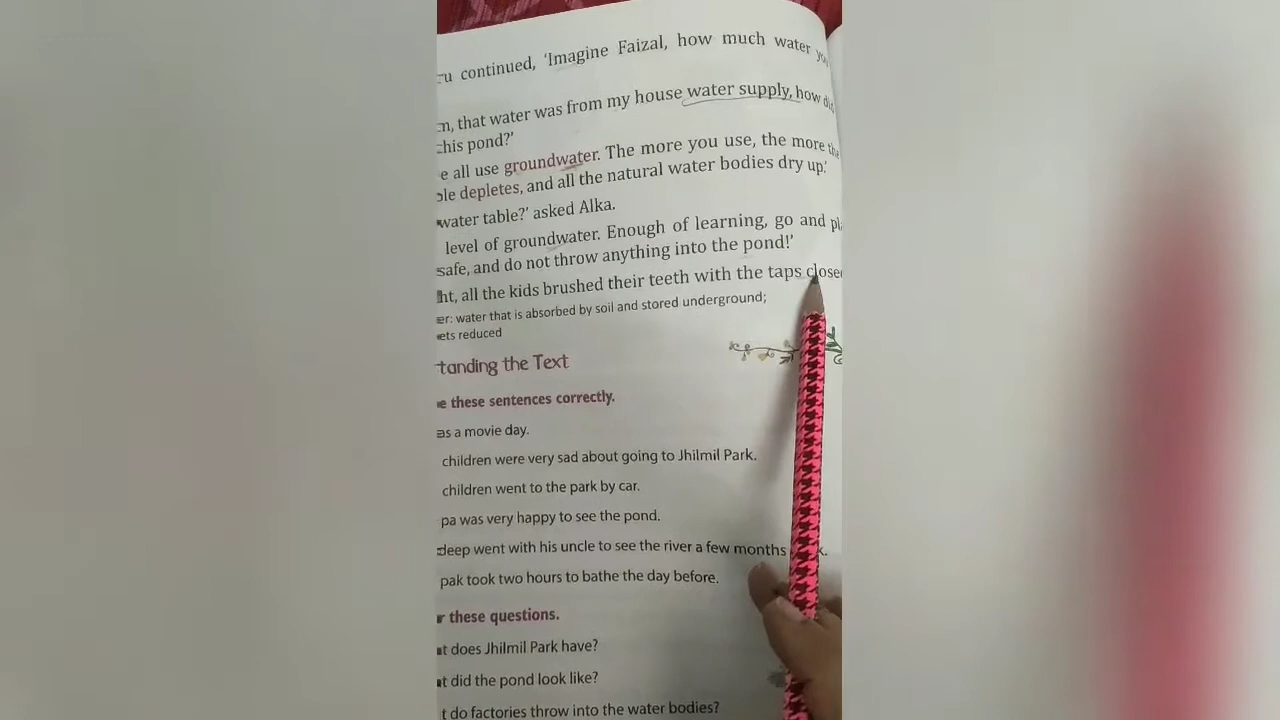 continued, 'Imagine Faizal, how much water
that water was from my house water supply, how did
this pond?'
all use groundwater. The more you use, the more the
depletes, and all the natural water bodies dry up.'
water table?' asked Alka.
level of groundwater. Enough of learning, go and
safe, and do not throw anything into the pond!'
all the kids brushed their teeth with the taps closed
water that is absorbed by soil and stored underground;
reduced
the Text
these sentences correctly.
as a movie day.
children were very sad about going to Jhilmil Park.
children went to the park by car.
pa was very happy to see the pond.
deep went with his uncle to see the river a few months
pak took two hours to bathe the day before.
these questions.
does Jhilmil Park have?
did the pond look like?
t do factories throw into the water bodies?